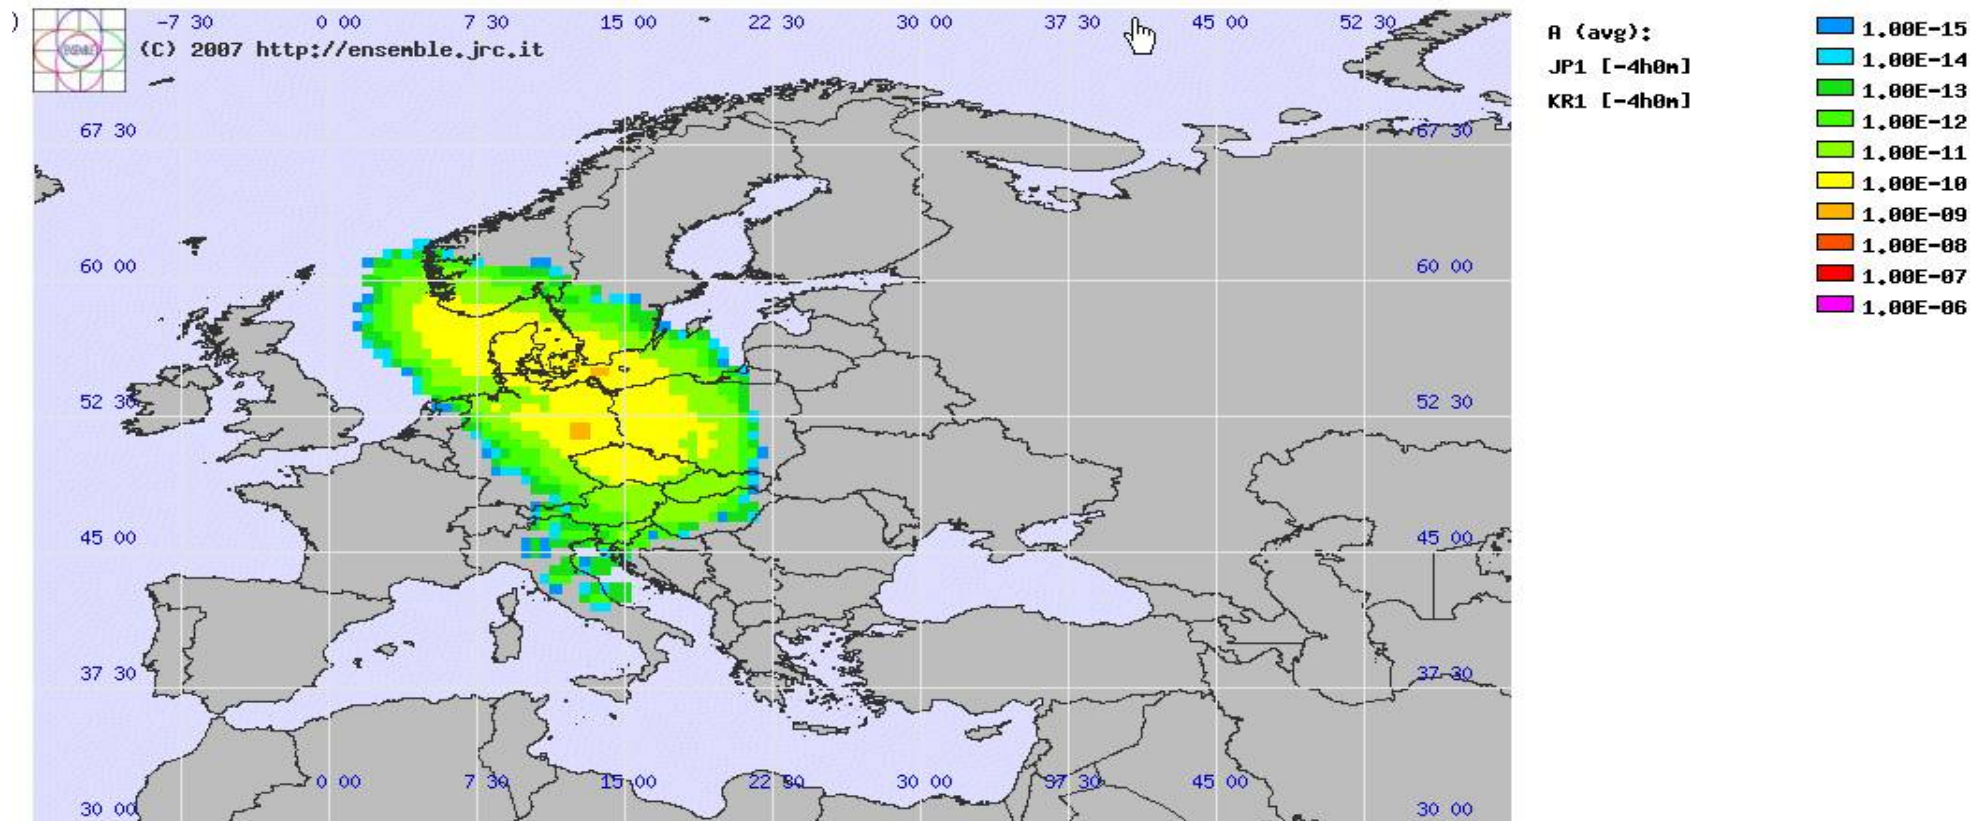 )
-7 30 0 00 7 30 15 00 22 30 30 00 37 30 45 00 52 30
ENSEMBLE
(C) 2007 http://ensemble.jrc.it
67 30 67 30
60 00 60 00
52 30 52 30
45 00 45 00
37 30 37 30
0 00 7 30 15 00 22 30 30 00 37 30 45 00
30 00 30 00
A (avg):
JP1 [-4h0m]
KR1 [-4h0m]
1.00E-15
1.00E-14
1.00E-13
1.00E-12
1.00E-11
1.00E-10
1.00E-09
1.00E-08
1.00E-07
1.00E-06